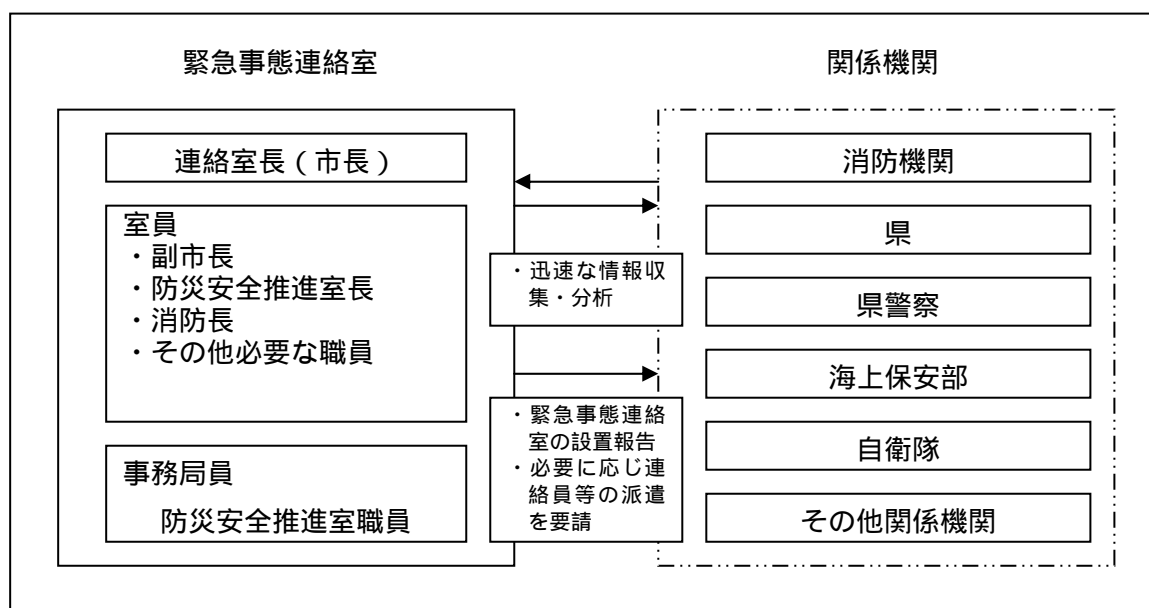 緊急事態連絡室
関係機関
連絡室長(市長)
室員
・副市長
・防災安全推進室長
・消防長
・その他必要な職員
事務局員
防災安全推進室職員
・迅速な情報収
集・分析
・緊急事態連絡
室の設置報告
・必要に応じ連
絡員等の派遣
を要請
消防機関
県
県警察
海上保安部
自衛隊
その他関係機関